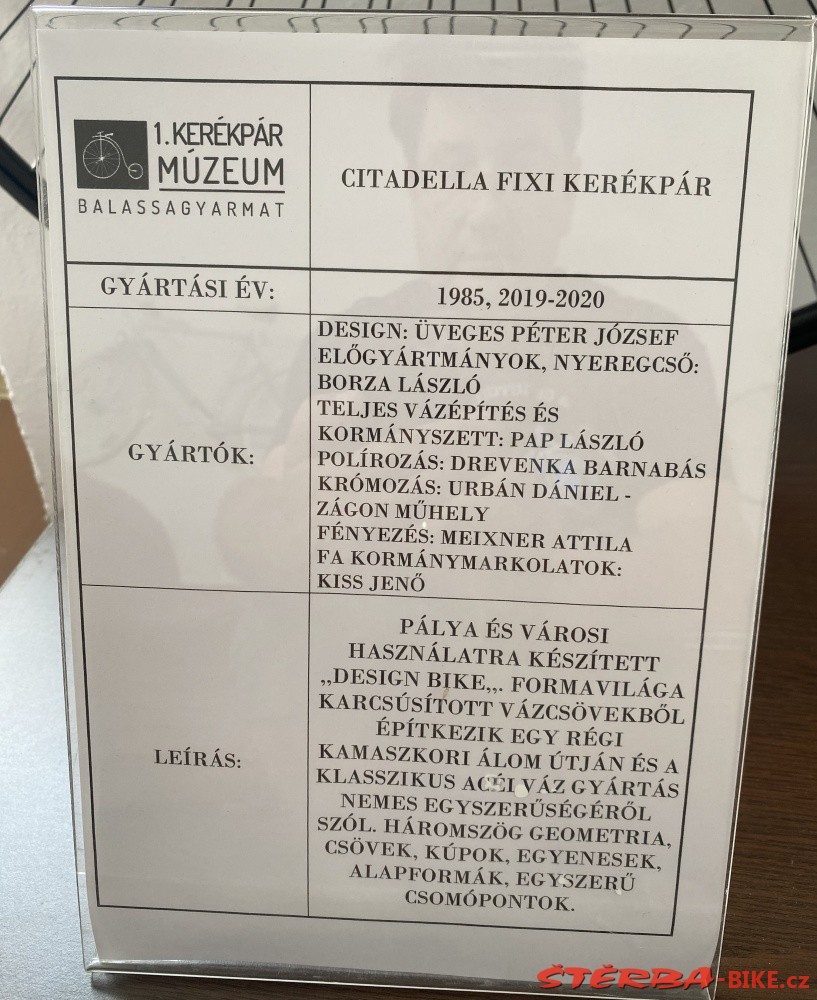 1. KERÉKPÁR
MÚZEUM
BALASSAGYARMAT
CITADELLA FIXI KERÉKPÁR
GYÁRTÁSI ÉV:
1985, 2019-2020
GYÁRTÓK:
DESIGN: ÜVEGES PÉTER JÓZSEF
ELŐGYÁRTMÁNYOK, NYEREGCSŐ:
BORZA LÁSZLÓ
TELJES VÁZÉPÍTÉS ÉS
KORMÁNYSZETT: PAP LÁSZLÓ
POLÍROZÁS: DREVENKA BARNABÁS
KRÓMOZÁS: URBÁN DÁNIEL -
ZÁGON MŰHELY
FÉNYEZÉS: MEIXNER ATTILA
FA KORMÁNYMARKOLATOK:
KISS JENŐ
LEÍRÁS:
PÁLYA ÉS VÁROSI
HASZNÁLATRA KÉSZÍTETT
„DESIGN BIKE„. FORMAVILÁGA
KARCSÚSÍTOTT VÁZCSÖVEKBŐL
ÉPÍTKEZIK EGY RÉGI
KAMASZKORI ÁLOM ÚTJÁN ÉS A
KLASSZIKUS ACÉLVÁZ GYÁRTÁS
NEMES EGYSZERŰSÉGÉRŐL
SZÓL. HÁROMSZÖG GEOMETRIA,
CSÖVEK, KÚPOK, EGYENESEK,
ALAPFORMÁK, EGYSZERŰ
CSOMÓPONTOK.
ŠTĚRBA-BIKE.cz